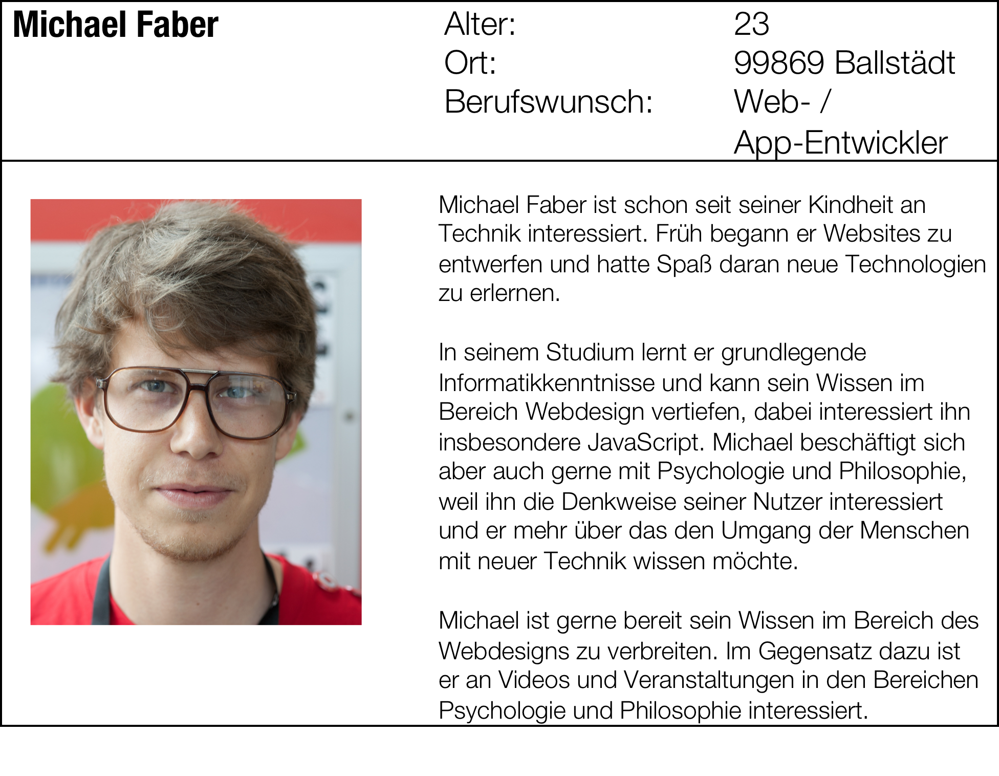 Michael Faber
Alter: 23
Ort: 99869 Ballstädt
Berufswunsch: Web- /
App-Entwickler
Michael Faber ist schon seit seiner Kindheit an
Technik interessiert. Früh begann er Websites zu
entwerfen und hatte Spaß daran neue Technologien
zu erlernen.
In seinem Studium lernt er grundlegende
Informatikkenntnisse und kann sein Wissen im
Bereich Webdesign vertiefen, dabei interessiert ihn
insbesondere JavaScript. Michael beschäftigt sich
aber auch gerne mit Psychologie und Philosophie,
weil ihn die Denkweise seiner Nutzer interessiert
und er mehr über das den Umgang der Menschen
mit neuer Technik wissen möchte.
Michael ist gerne bereit sein Wissen im Bereich des
Webdesigns zu verbreiten. Im Gegensatz dazu ist
er an Videos und Veranstaltungen in den Bereichen
Psychologie und Philosophie interessiert.